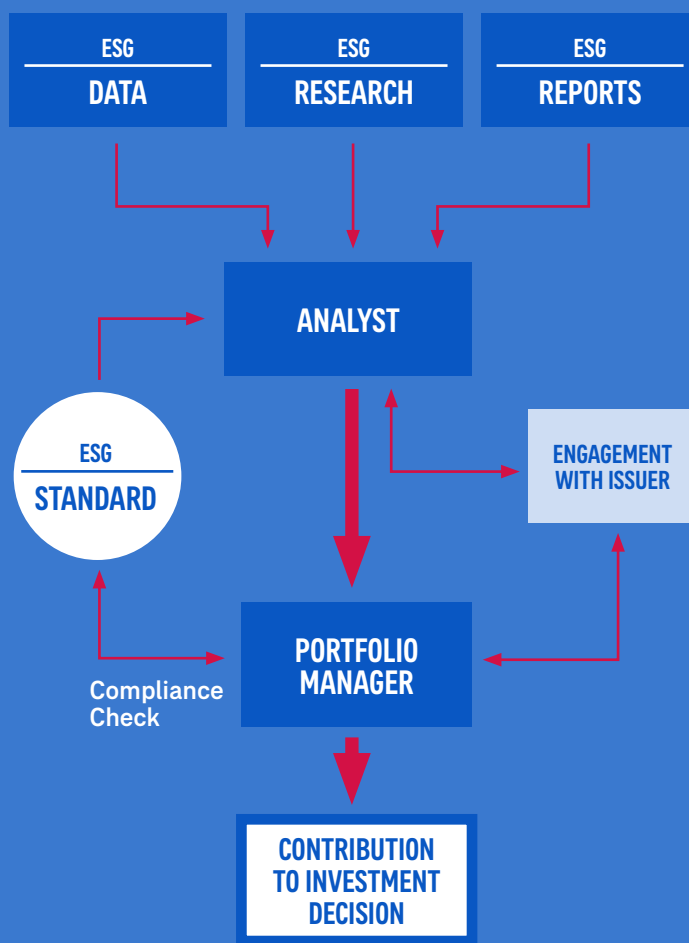 ESG
DATA
ESG
RESEARCH
ESG
REPORTS
ANALYST
ESG
STANDARD
ENGAGEMENT
WITH ISSUER
PORTFOLIO
MANAGER
Compliance
Check
CONTRIBUTION
TO INVESTMENT
DECISION